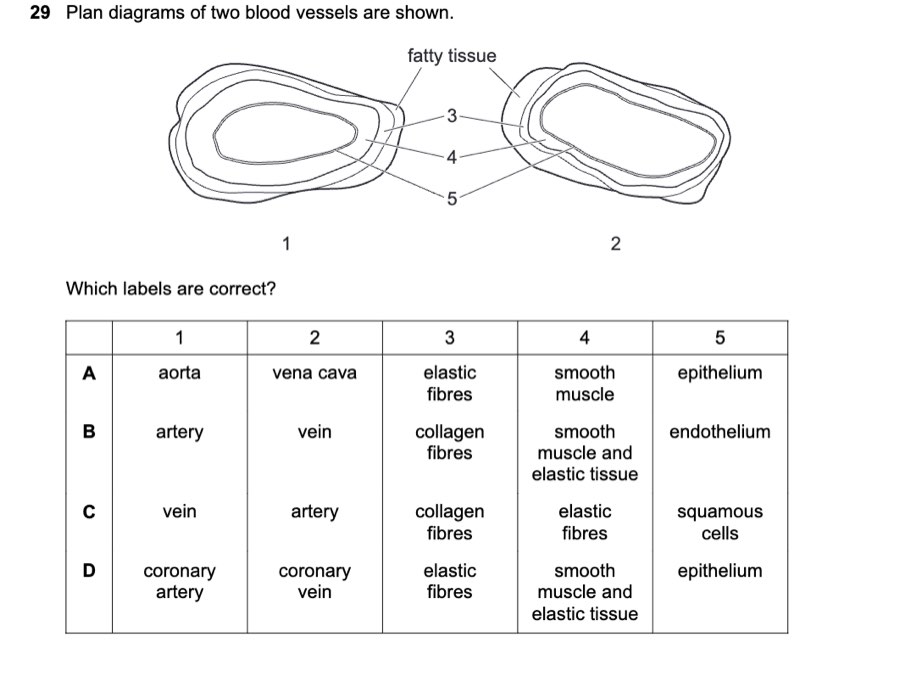 29 Plan diagrams of two blood vessels are shown.
fatty tissue
3
4
5
1 2
Which labels are correct?
1 2 3 4 5
A aorta vena cava elastic fibres smooth muscle epithelium
B artery vein collagen fibres smooth muscle and elastic tissue endothelium
C vein artery collagen fibres elastic fibres squamous cells
D coronary artery coronary vein elastic fibres smooth muscle and elastic tissue epithelium